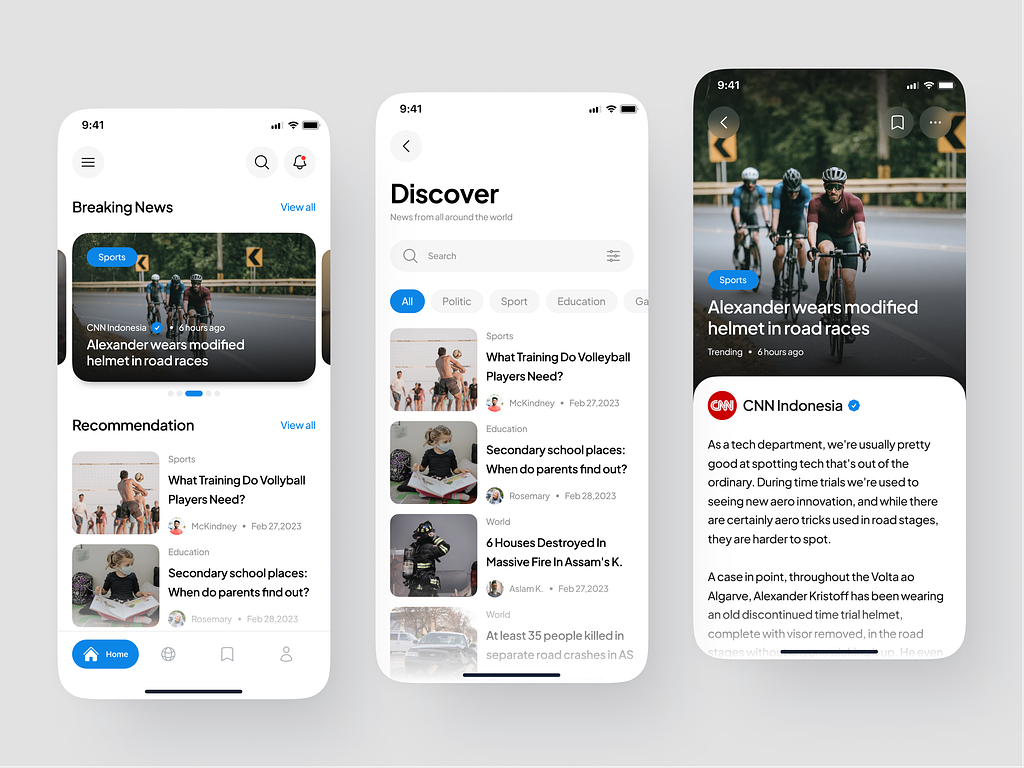 9:41
Breaking News
View all
Sports
CNN Indonesia • 6 hours ago
Alexander wears modified
helmet in road races
Recommendation
View all
Sports
What Training Do Vollyball
Players Need?
McKindney • Feb 27,2023
Education
Secondary school places:
When do parents find out?
Rosemary • Feb 28,2023
Home
9:41
Discover
News from all around the world
Search
All
Politic
Sport
Education
Ga
Sports
What Training Do Volleyball
Players Need?
McKindney • Feb 27,2023
Education
Secondary school places:
When do parents find out?
Rosemary • Feb 28,2023
World
6 Houses Destroyed In
Massive Fire In Assam's K.
Aslam K. • Feb 27,2023
World
At least 35 people killed in
separate road crashes in AS
9:41
Sports
Alexander wears modified
helmet in road races
Trending • 6 hours ago
CNN
CNN Indonesia
As a tech department, we're usually pretty
good at spotting tech that's out of the
ordinary. During time trials we're used to
seeing new aero innovation, and while there
are certainly aero tricks used in road stages,
they are harder to spot.
A case in point, throughout the Volta ao
Algarve, Alexander Kristoff has been wearing
an old discontinued time trial helmet,
complete with visor removed, in the road
stages up. He even